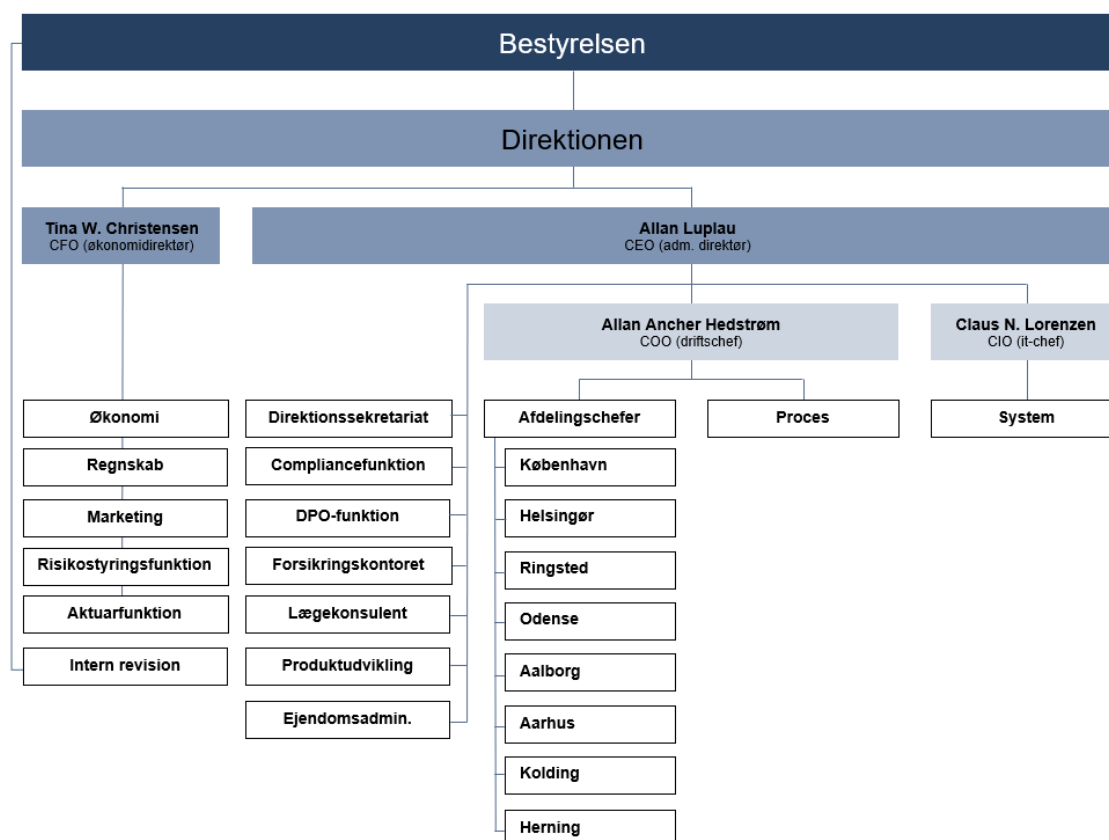 Bestyrelsen
Direktionen
Tina W. Christensen
CFO (økonomidirektør)
Allan Luplau
CEO (adm. direktør)
Allan Ancher Hedstrøm
COO (driftschef)
Claus N. Lorenzen
CIO (it-chef)
Økonomi
Regnskab
Marketing
Risikostyringsfunktion
Aktuarfunktion
Intern revision
Direktionssekretariat
Compliancefunktion
DPO-funktion
Forsikringskontoret
Lægekonsulent
Produktudvikling
Ejendomsadmin.
Afdelingschefer
København
Helsingør
Ringsted
Odense
Aalborg
Aarhus
Kolding
Herning
Proces
System